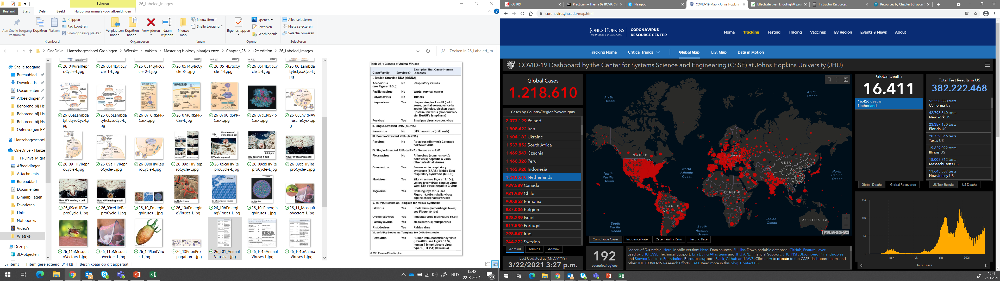 Beheren
26_Labeled_Images
Bestand
Start
Delen
Beeld
Hulpprogramma's voor afbeeldingen
Aan Snelle toegang vastmaken
Kopiëren
Plakken
Knippen
Pad kopiëren
Snelkoppeling plakken
Klembord
Verplaatsen naar
Kopiëren naar
Verwijderen
Naam wijzigen
Organiseren
Nieuwe map
Nieuw item
Snelle toegang
Nieuw
Eigenschappen
Openen
Bewerken
Geschiedenis
Openen
Alles selecteren
Niets selecteren
Selectie omkeren
Selecteren
OneDrive - Hanzehogeschool Groningen > Wietske > Vakken > Mastering biology plaatjes enzo > Chapter_26 > 12e edition > 26_Labeled_Images
Zoeken in 26_Labeled_Im...
Snelle toegang
Bureaublad
Downloads
Documenten
Afbeeldingen
Behorend bij Hs
Behorend bij Hs
Behorend bij Hs
Oefenvragen BFV
Hanzehogeschool
OneDrive - Hanze
__H-Drive_Migra
Afbeeldingen
Attachments
Bureaublad
Documenten
E-mailbijlagen
Favorieten
Links
Notebooks
Video's
Wietske
Deze pc
3D-objecten
26_04ViralReproCycle-L.jpg
26_05T4LyticCycle_1-L.jpg
26_05T4LyticCycle_2-L.jpg
26_05T4LyticCycle_3-L.jpg
26_05T4LyticCycle_4-L.jpg
26_05T4LyticCycle_5-L.jpg
26_06_LambdaLyticLysoCyc-L.jpg
26_06aLambdaLyticLysoCyc-L.jpg
26_06bLambdaLyticLysoCyc-L.jpg
26_07_CRISPR-Cas-L.jpg
26_07aCRISPR-Cas-L.jpg
26_07bCRISPR-Cas-L.jpg
26_07cCRISPR-Cas-L.jpg
26_08EnvRNAVirusLifeCyc-L.jpg
26_09_HIVReproCycle-L.jpg
26_09aHIVReproCycle-L.jpg
26_09bHIVReproCycle-L.jpg
26_09c_HIVReproCycle-L.jpg
26_09caHIVReproCycle-L.jpg
26_09cbHIVReproCycle-L.jpg
26_09ccHIVReproCycle-L.jpg
26_09cdHIVReproCycle-L.jpg
26_09ceHIVReproCycle-L.jpg
26_10_EmergingViruses-L.jpg
26_10aEmergingViruses-L.jpg
26_10bEmergingViruses-L.jpg
26_10cEmergingViruses-L.jpg
26_11_MosquitoVectors-L.jpg
26_11aMosquitoVectors-L.jpg
26_11bMosquitoVectors-L.jpg
26_12PlantVirus-L.jpg
26_13PrionPropagation-L.jpg
26_T01_AnimalViruses-L.jpg
26_T01aAnimalViruses-L.jpg
26_T01bAnimalViruses-L.jpg
57 items 1 item geselecteerd 314 kB Beschikbaar op dit apparaat
Table 26.1 Classes of Animal Viruses
Class/Family Envelope? Examples That Cause Human Diseases
I. Double-Stranded DNA (dsDNA)
Adenovirus (see Figure 19.3b) No Respiratory viruses
Papillomavirus No Warts, cervical cancer
Polyomavirus No Tumors
Herpesvirus Yes Herpes simplex I and II (cold sores, genital sores); varicella zoster (shingles, chicken pox); Epstein-Barr virus (mononucleosis, Burkitt's lymphoma)
Poxvirus Yes Smallpox virus; cowpox virus
II. Single-Stranded DNA (ssDNA)
Parvovirus No B19 parvovirus (mild rash)
III. Double-Stranded RNA (dsRNA)
Reovirus No Rotavirus (diarrhea); Colorado tick fever virus
IV. Single-Stranded RNA (ssRNA); Serves as mRNA
Picornavirus No Rhinovirus (common cold); poliovirus; hepatitis A virus; other intestinal viruses
Coronavirus Yes Severe acute respiratory syndrome (SARS); Middle East respiratory syndrome (MERS)
Flavivirus Yes Zika virus (see Figure 19.10c); yellow fever virus; dengue virus; West Nile virus; hepatitis C virus
Togavirus Yes Chikungunya virus (see Figure 19.10b); rubella virus; equine encephalitis viruses
V. ssRNA; Serves as Template for mRNA Synthesis
Filovirus Yes Ebola virus (hemorrhagic fever; see Figure 19.10a)
Orthomyxovirus Yes Influenza virus (see Figure 19.3c)
Paramyxovirus Yes Measles virus; mumps virus
Rhabdovirus Yes Rabies virus
VI. ssRNA; Serves as Template for DNA Synthesis
Retrovirus Yes Human immunodeficiency virus (HIV/AIDS; see Figure 19.9); human T-lymphotropic virus type 1 (HTLV-1) (leukemia)
© 2021 Pearson Education, Inc.
NLD
15:48
22-3-2021
20
OSIRIS
Practicum – Thema 02 BOVR: Ca
Nearpod
COVID-19 Map - Johns Hopkins
Effectiviteit van EndoHigh® pro
Instructor Resources
Resources by Chapter | Chapter
coronavirus.jhu.edu/map.html
JOHNS HOPKINS
UNIVERSITY & MEDICINE
CORONAVIRUS
RESOURCE CENTER
Home Tracking Testing Tracing Vaccines By Region Events & News About
Tracking Home Critical Trends Global Map U.S. Map Data in Motion
COVID-19 Dashboard by the Center for Systems Science and Engineering (CSSE) at Johns Hopkins University (JHU)
Global Cases
1.218.610
Cases by Country/Region/Sovereignty
2.073.129 Poland
1.808.422 Iran
1.604.183 Ukraine
1.537.852 South Africa
1.469.547 Czechia
1.466.326 Peru
1.465.928 Indonesia
1.218.610 Netherlands
939.589 Canada
931.939 Chile
900.858 Romania
837.006 Belgium
828.239 Israel
817.530 Portugal
798.547 Iraq
744.272 Sweden
Admin0 Admin1 Admin2
Last Updated at (M/D/YYYY)
3/22/2021 3:27 p.m.
Arctic Ocean
Arctic Ocean
NORTH AMERICA
EUROPE
ASIA
North Pacific Ocean
North Atlantic Ocean
North Pacific Ocean
AFRICA
SOUTH AMERICA
Indian Ocean
AUSTRALIA
South Pacific Ocean
South Atlantic Ocean
Esri, FAO, NOAA
Cumulative Cases Incidence Rate Case-Fatality Ratio Testing Rate
192
countries/regions
Lancet Inf Dis Article: Here. Mobile Version: Here. Data sources: Full list. Downloadable database: GitHub, Feature Layer.
Lead by JHU CSSE. Technical Support: Esri Living Atlas team and JHU APL. Financial Support: JHU, NSF, Bloomberg Philanthropies
and Stavros Niarchos Foundation. Resource support: Slack, Github and AWS. Click here to donate to the CSSE dashboard team, and
other JHU COVID-19 Research Efforts. FAQ. Read more in this blog. Contact US.
Global Deaths
16.411
16.426 deaths
Netherlands
Global Deaths Global Recovered
Total Test Results in US
382.222.468
52.250.830 tests
California US
42.798.540 tests
New York US
23.357.150 tests
Florida US
20.739.846 tests
Texas US
19.629.022 tests
Illinois US
18.008.712 tests
Massachusetts US
11.645.357 tests
New Jersey US
US Test Results US Deaths
15k
10k
5k
0
apr. jul. okt. 2021
Daily Cases
15:48
22-3-2021